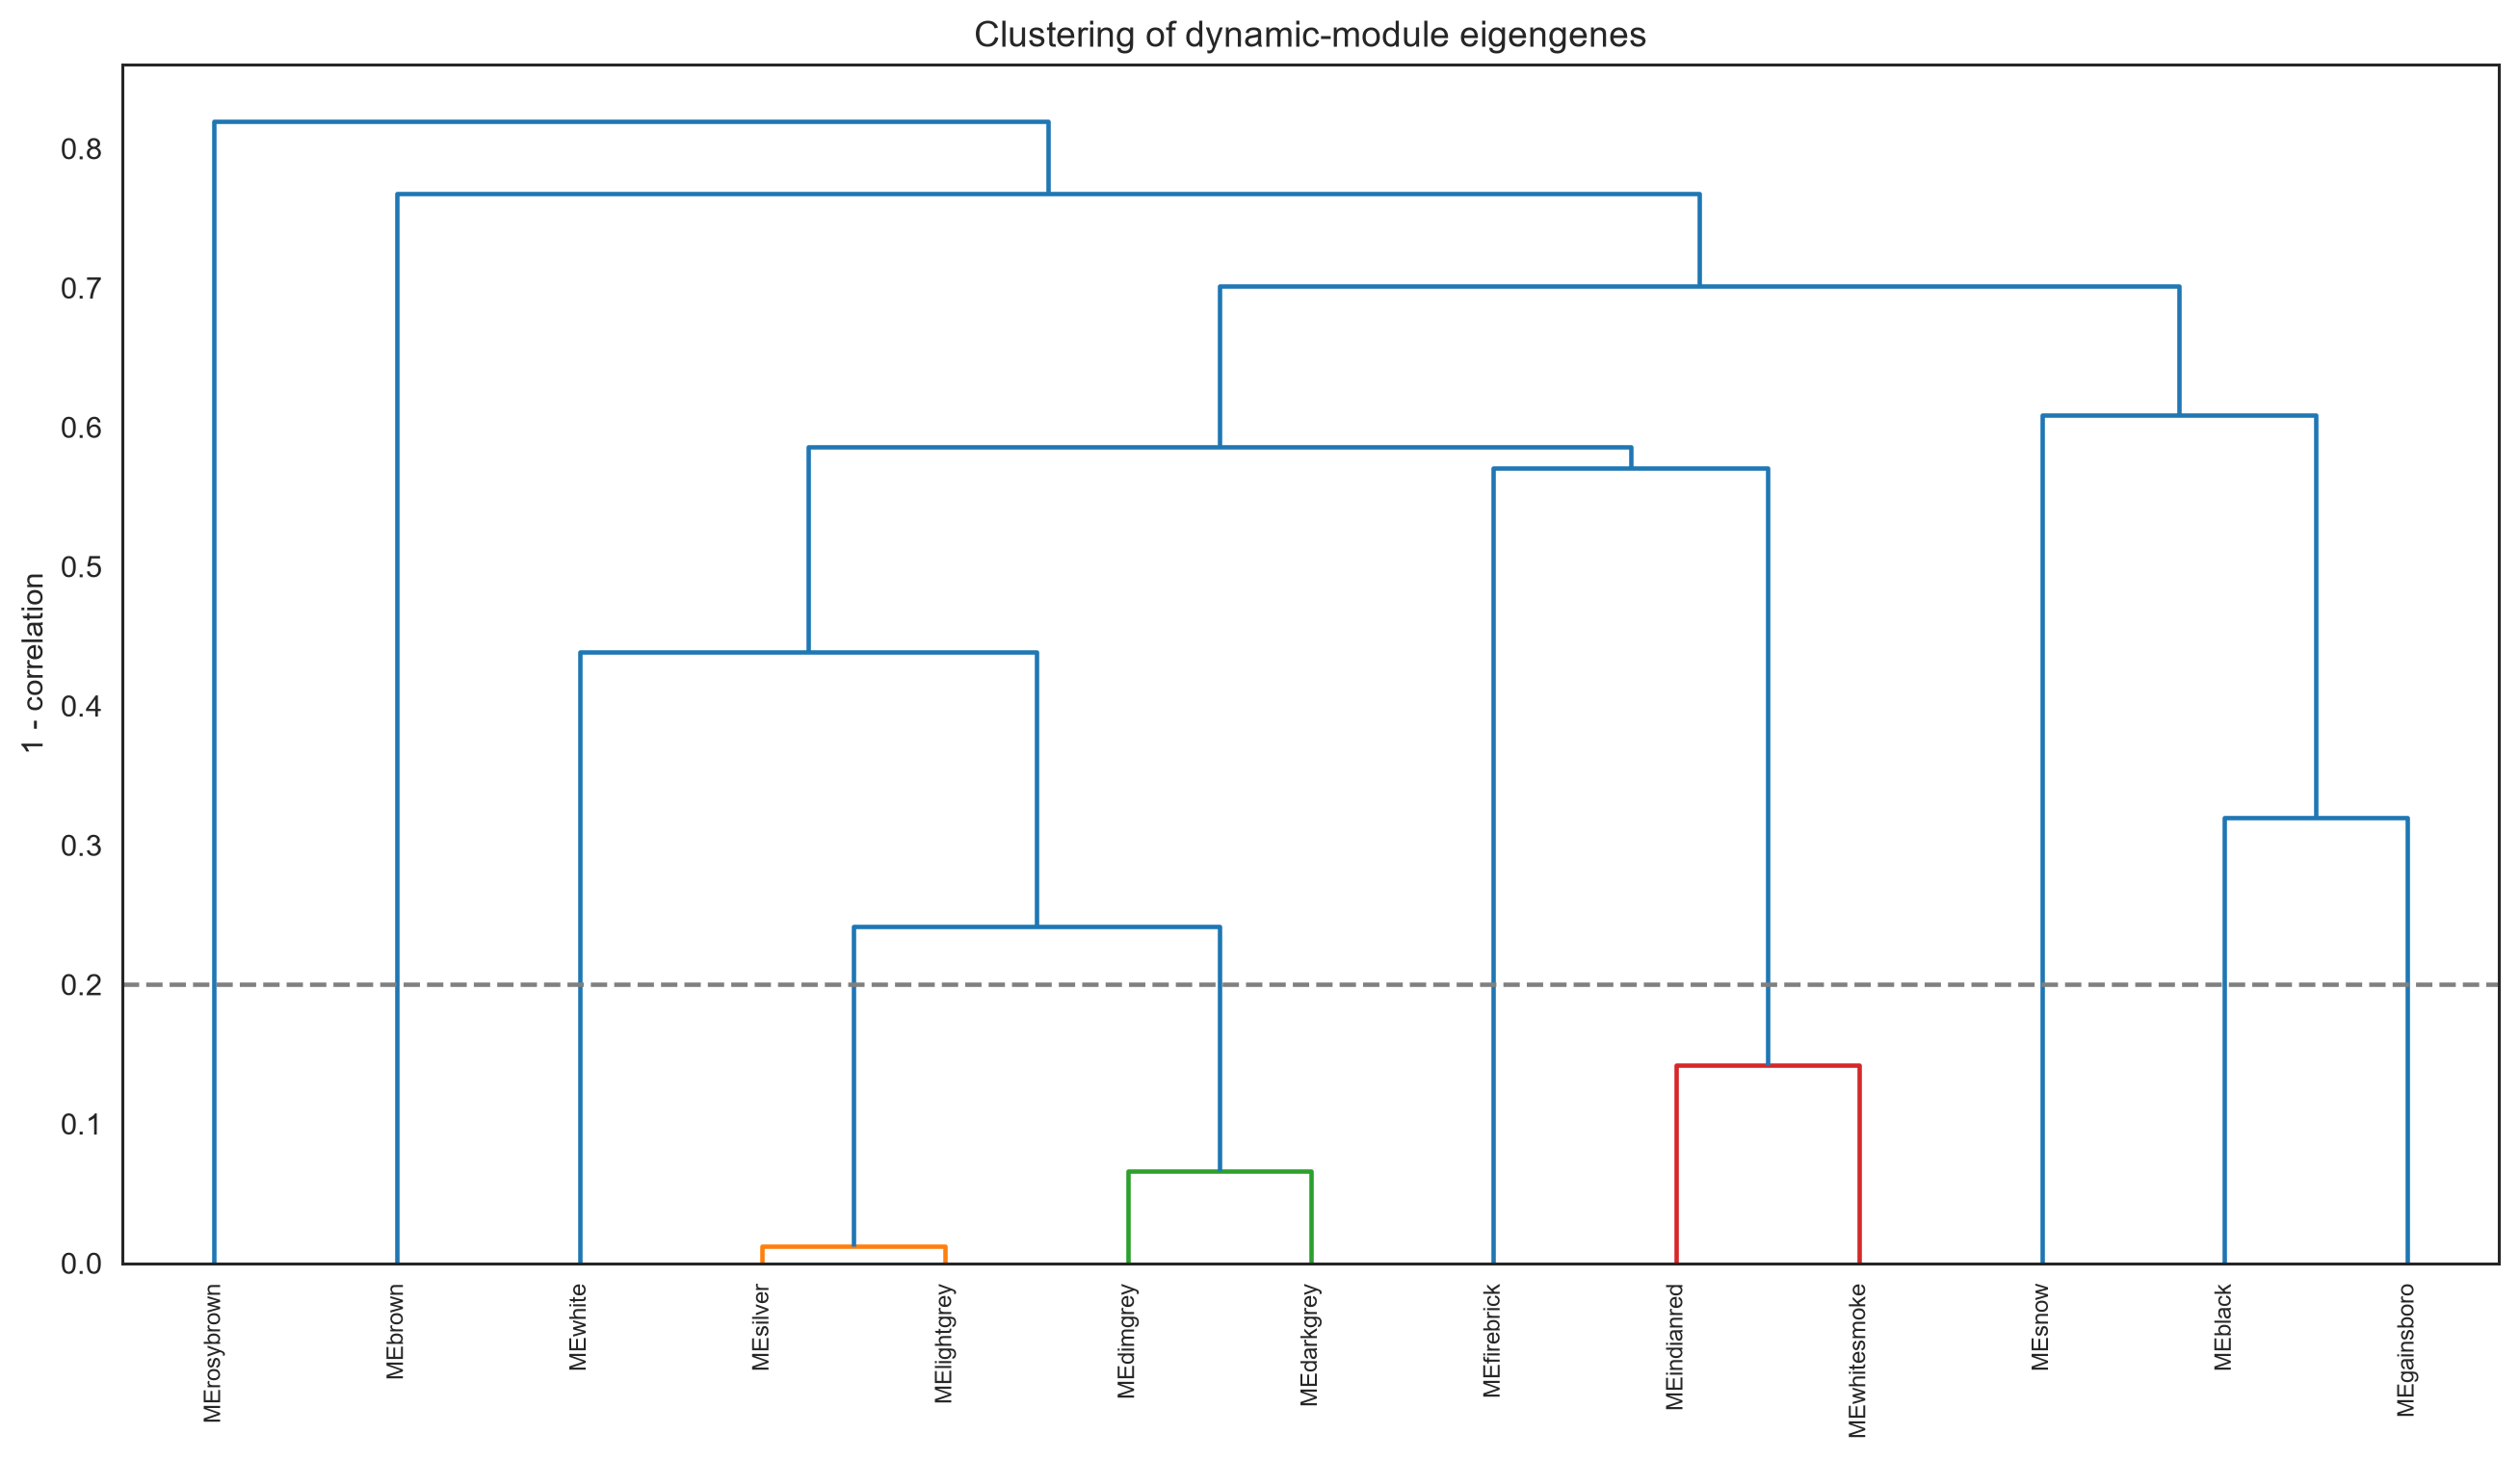 Clustering of dynamic-module eigengenes
1 - correlation
0.8
0.7
0.6
0.5
0.4
0.3
0.2
0.1
0.0
MErosybrown
MEbrown
MEwhite
MEsilver
MElightgrey
MEdimgrey
MEdarkgrey
MEfirebrick
MEindianred
MEwhitesmoke
MEsnow
MEblack
MEgainsboro